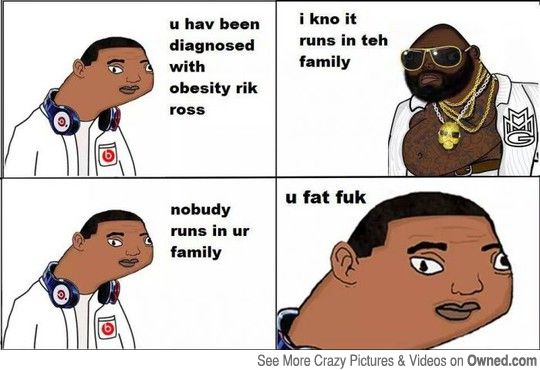 u hav been
diagnosed
with
obesity rik
ross
i kno it
runs in teh
family
MMG
nobudy
runs in ur
family
u fat fuk
See More Crazy Pictures & Videos on Owned.com